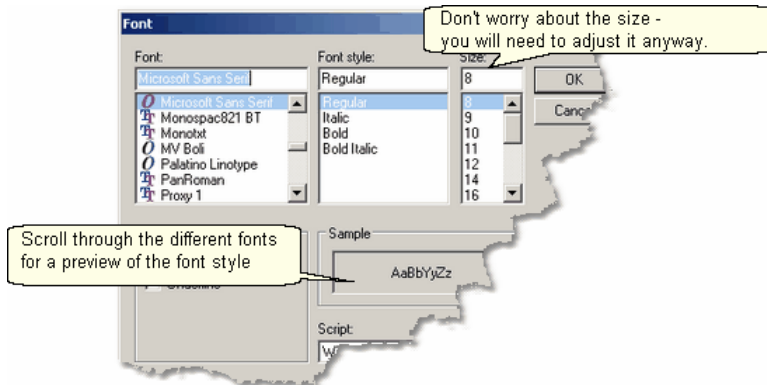 Font
Don't worry about the size -
you will need to adjust it anyway.
Font:
Font style:
Size:
Microsoft Sans Serif
Regular
8
OK
Microsoft Sans Serif
Monospac821 BT
Monotxt
MV Boli
Palatino Linotype
PanRoman
Proxy 1
Regular
Italic
Bold
Bold Italic
8
9
10
11
12
14
16
Scroll through the different fonts
for a preview of the font style
Sample
AaBbYyZz
Script: